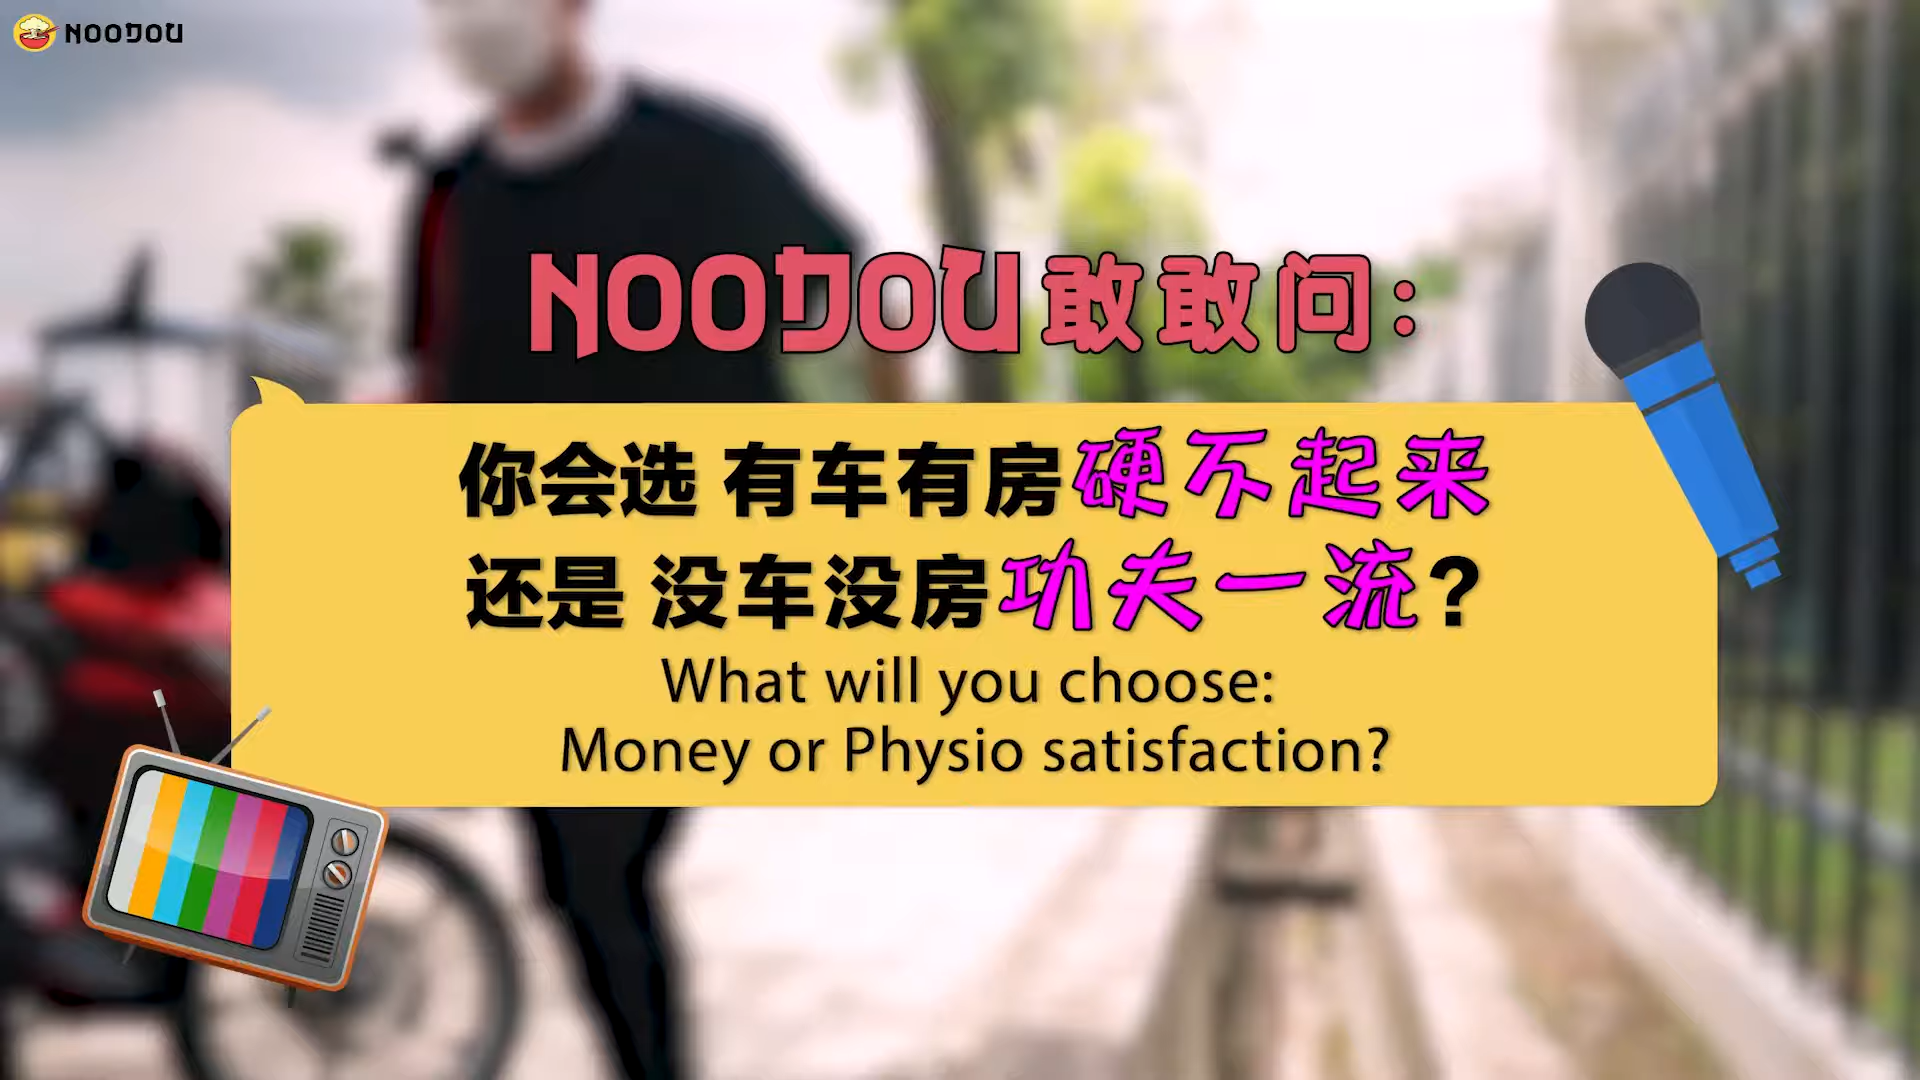 NOODOU
NOODOU敢敢问：
你会选 有车有房硬不起来
还是 没车没房功夫一流？
What will you choose:
Money or Physio satisfaction?